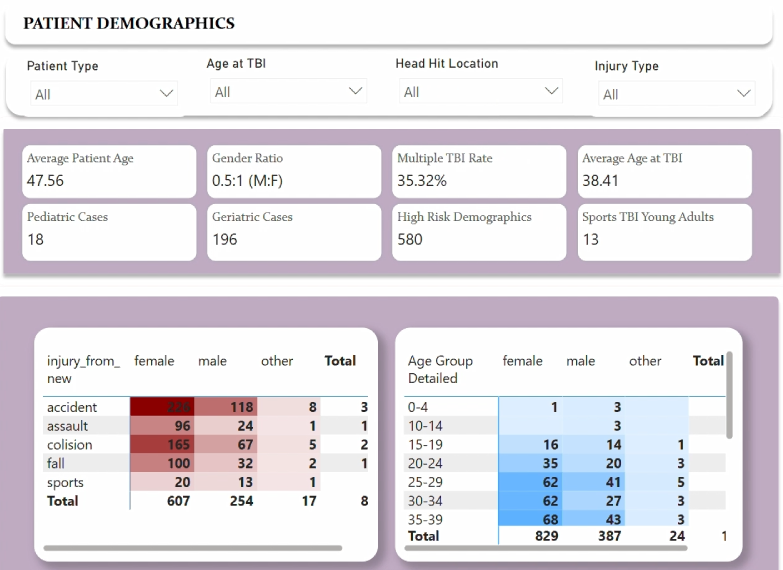 PATIENT DEMOGRAPHICS
Patient Type
Age at TBI
Head Hit Location
Injury Type
All
All
All
All
Average Patient Age
47.56
Gender Ratio
0.5:1 (M:F)
Multiple TBI Rate
35.32%
Average Age at TBI
38.41
Pediatric Cases
18
Geriatric Cases
196
High Risk Demographics
580
Sports TBI Young Adults
13
injury_from_
new female male other Total
accident 226 118 8 3
assault 96 24 1 1
colision 165 67 5 2
fall 100 32 2 1
sports 20 13 1
Total 607 254 17 8
Age Group
Detailed female male other Total
0-4 1 3
10-14 3
15-19 16 14 1
20-24 35 20 3
25-29 62 41 5
30-34 62 27 3
35-39 68 43 3
Total 829 387 24 1